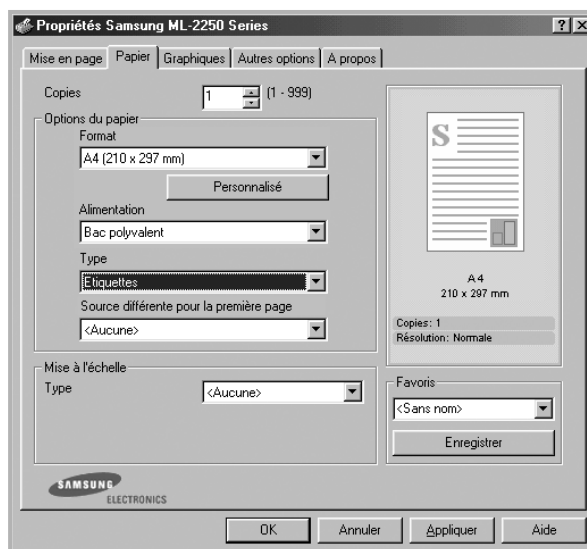 Propriétés Samsung ML-2250 Series
Mise en page Papier Graphiques Autres options A propos
Copies 1 (1 - 999)
Options du papier
Format
A4 (210 x 297 mm)
Personnalisé
Alimentation
Bac polyvalent
Type
Etiquettes
Source différente pour la première page
<Aucune>
S
A4
210 x 297 mm
Copies: 1
Résolution: Normale
Mise à l'échelle
Type <Aucune>
Favoris
<Sans nom>
Enregistrer
SAMSUNG
ELECTRONICS
OK Annuler Appliquer Aide